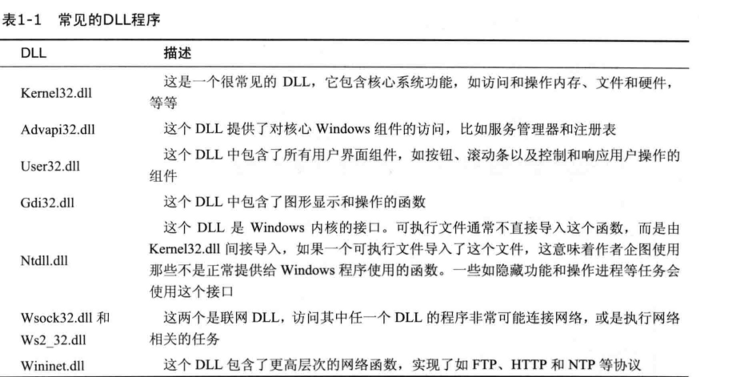 表1-1 常见的DLL程序
DLL 描述
Kernel32.dll 这是一个很常见的 DLL，它包含核心系统功能，如访问和操作内存、文件和硬件，
等等
Advapi32.dll 这个 DLL 提供了对核心 Windows 组件的访问，比如服务管理器和注册表
User32.dll 这个 DLL 中包含了所有用户界面组件，如按钮、滚动条以及控制和响应用户操作的
组件
Gdi32.dll 这个 DLL 中包含了图形显示和操作的函数
Ntdll.dll 这个 DLL 是 Windows 内核的接口。可执行文件通常不直接导入这个函数，而是由
Kernel32.dll 间接导入，如果一个可执行文件导入了这个文件，这意味着作者企图使用
那些不是正常提供给 Windows 程序使用的函数。一些如隐藏功能和操作进程等任务会
使用这个接口
Wsock32.dll 和 这两个是联网 DLL，访问其中任一个 DLL 的程序非常可能连接网络，或是执行网络
Ws2_32.dll 相关的任务
Wininet.dll 这个 DLL 包含了更高层次的网络函数，实现了如 FTP、HTTP 和 NTP 等协议